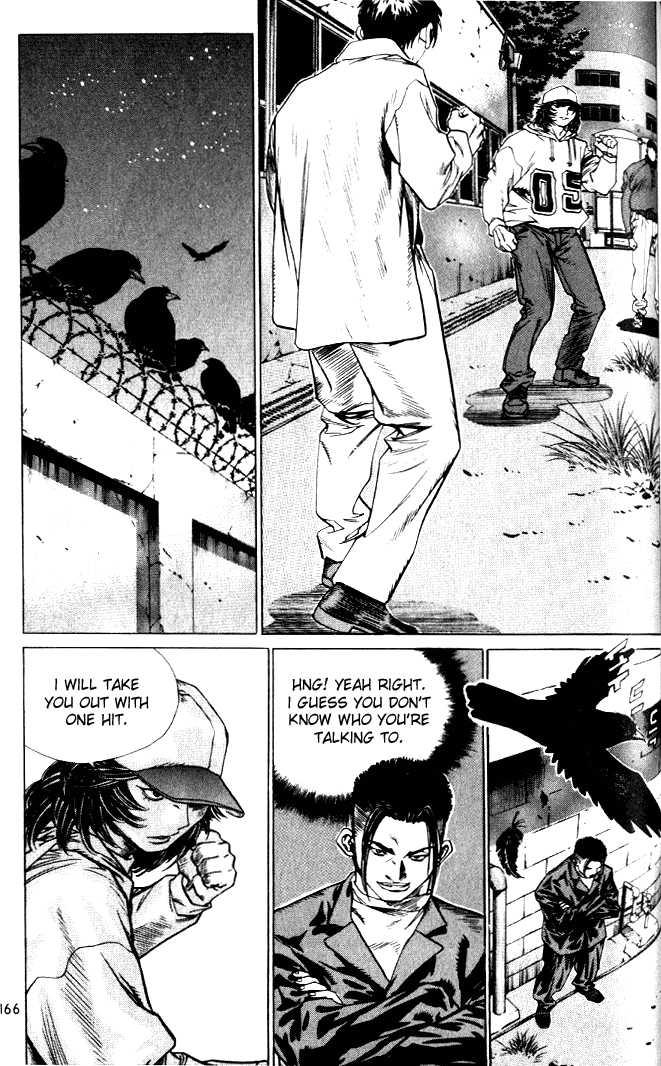 05
I WILL TAKE
YOU OUT WITH
ONE HIT.
HNG! YEAH RIGHT.
I GUESS YOU DON'T
KNOW WHO YOU'RE
TALKING TO.
166